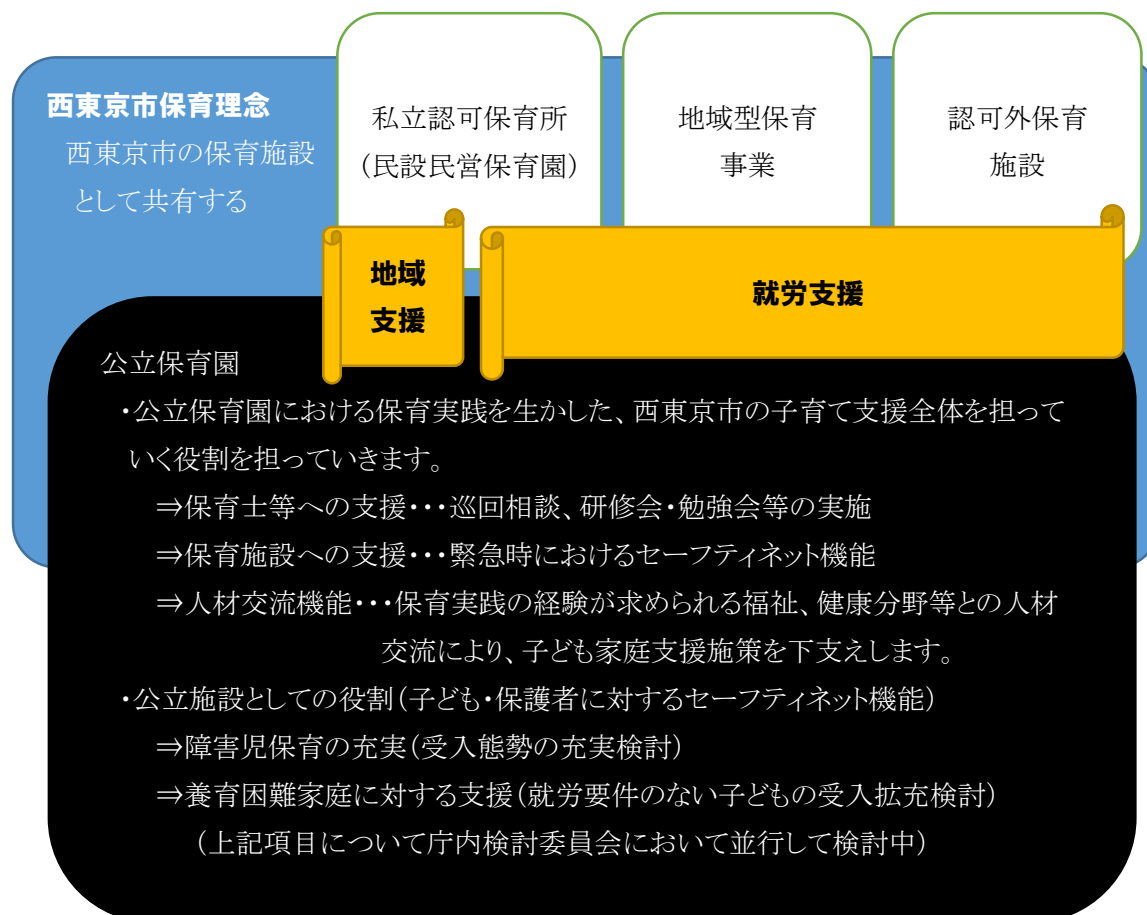 西東京市保育理念
西東京市の保育施設
として共有する
私立認可保育所
(民設民営保育園)
地域型保育
事業
認可外保育
施設
地域
支援
就労支援
公立保育園
・公立保育園における保育実践を生かした、西東京市の子育て支援全体を担って
いく役割を担っていきます。
⇒保育士等への支援・・・巡回相談、研修会・勉強会等の実施
⇒保育施設への支援・・・緊急時におけるセーフティネット機能
⇒人材交流機能・・・保育実践の経験が求められる福祉、健康分野等との人材
交流により、子ども家庭支援施策を下支えします。
・公立施設としての役割(子ども・保護者に対するセーフティネット機能)
⇒障害児保育の充実(受入態勢の充実検討)
⇒養育困難家庭に対する支援(就労要件のない子どもの受入拡充検討)
(上記項目について庁内検討委員会において並行して検討中)